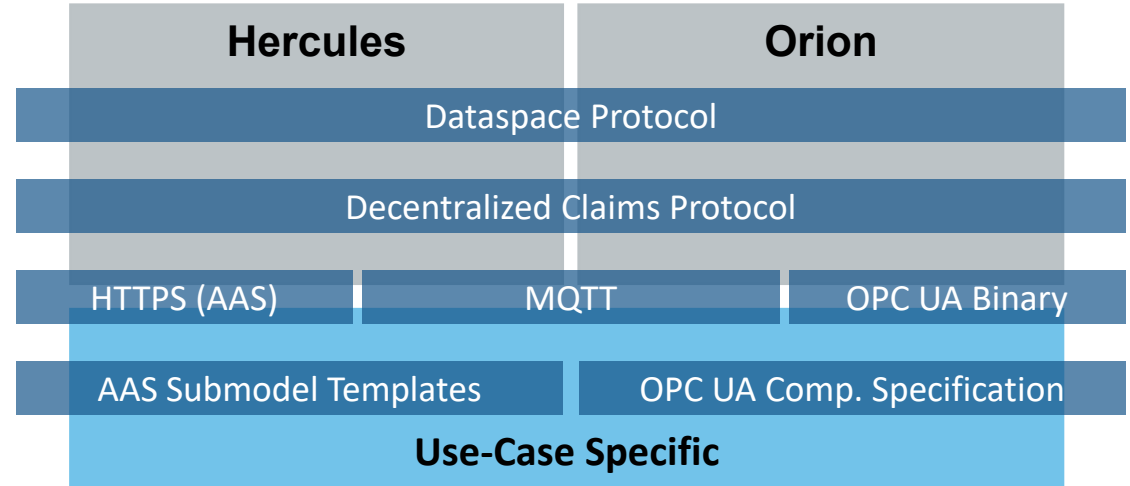 Hercules
Orion
Dataspace Protocol
Decentralized Claims Protocol
HTTPS (AAS)
MQTT
OPC UA Binary
AAS Submodel Templates
OPC UA Comp. Specification
Use-Case Specific